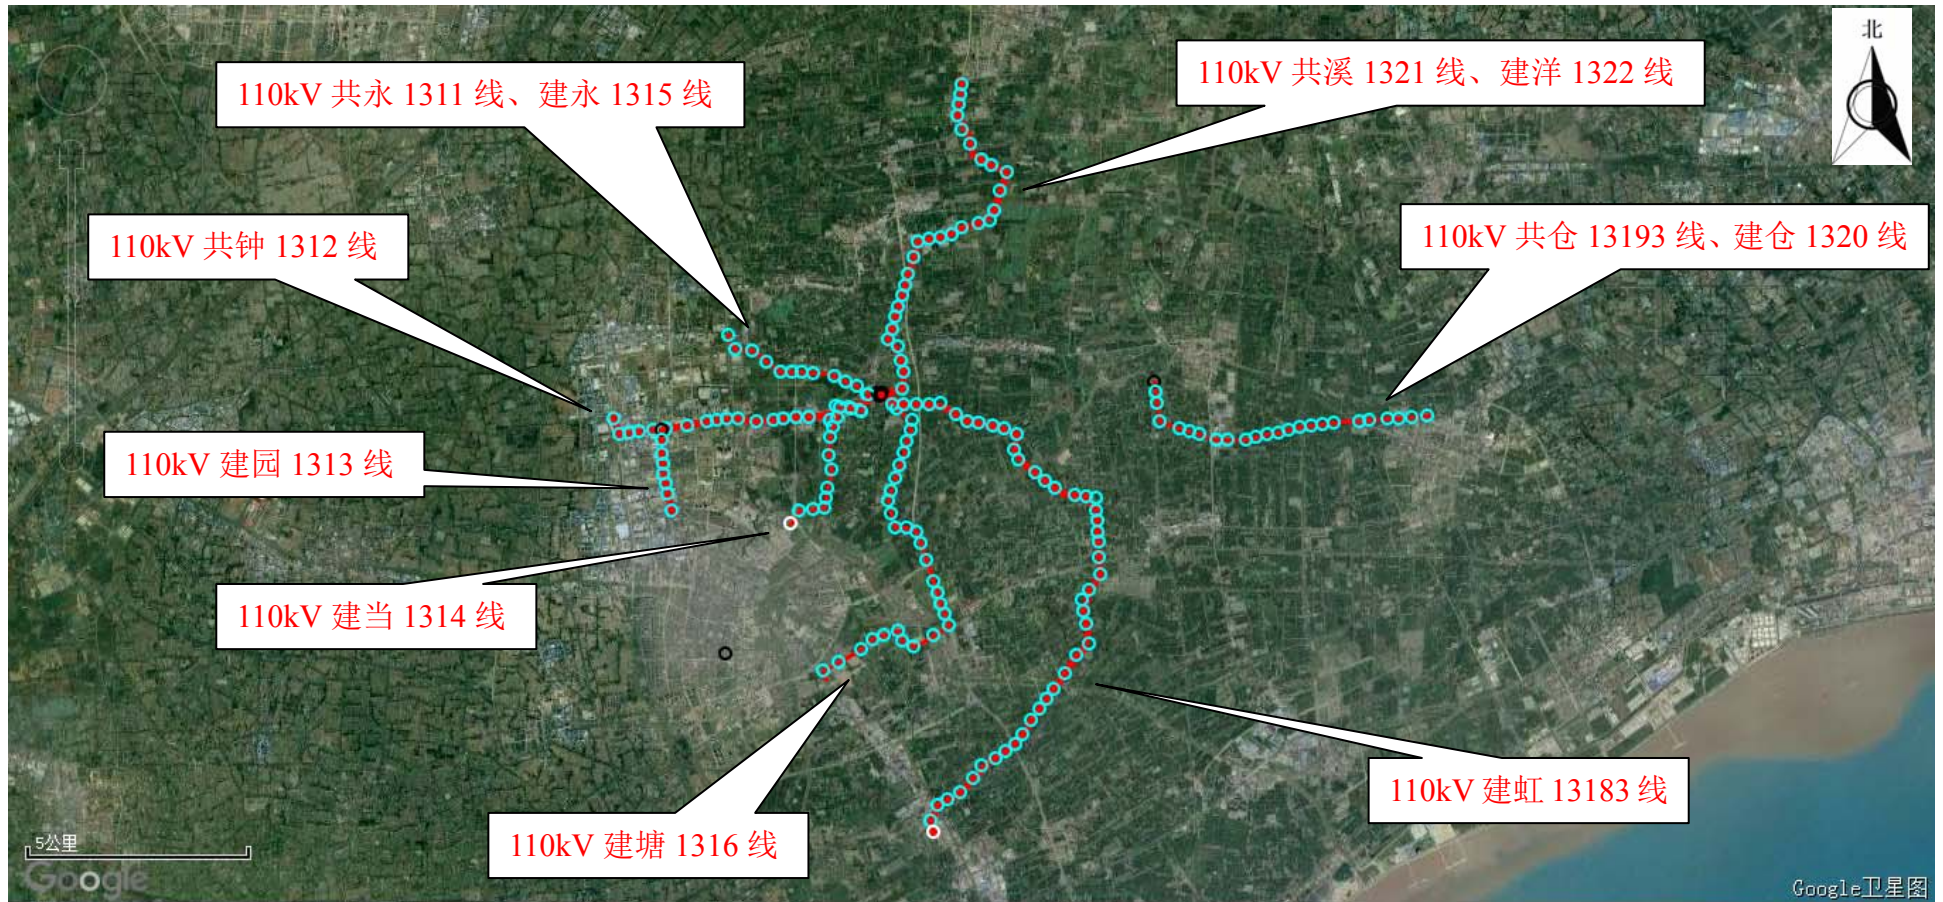 北
110kV 共溪 1321 线、建洋 1322 线
110kV 共永 1311 线、建永 1315 线
110kV 共钟 1312 线
110kV 共仓 13193 线、建仓 1320 线
110kV 建园 1313 线
110kV 建当 1314 线
110kV 建塘 1316 线
110kV 建虹 13183 线
5公里
Google
Google卫星图